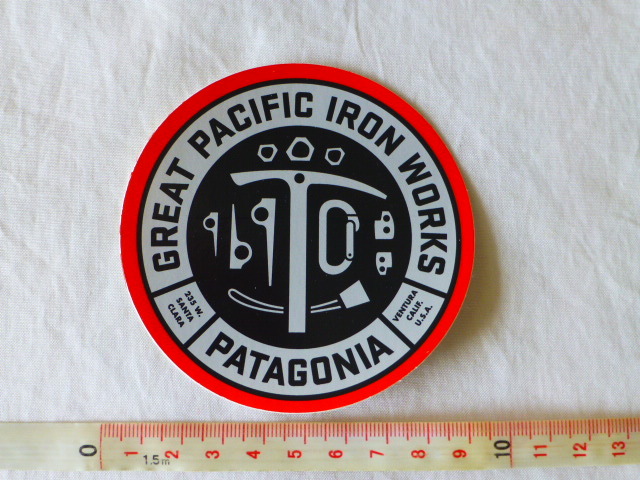 GREAT PACIFIC IRON WORKS
235 W.
SANTA
CLARA
VENTURA
CALIF.
U.S.A.
PATAGONIA
0 1 2 3 4 5 6 7 8 9 10 11 12 13
1.5m